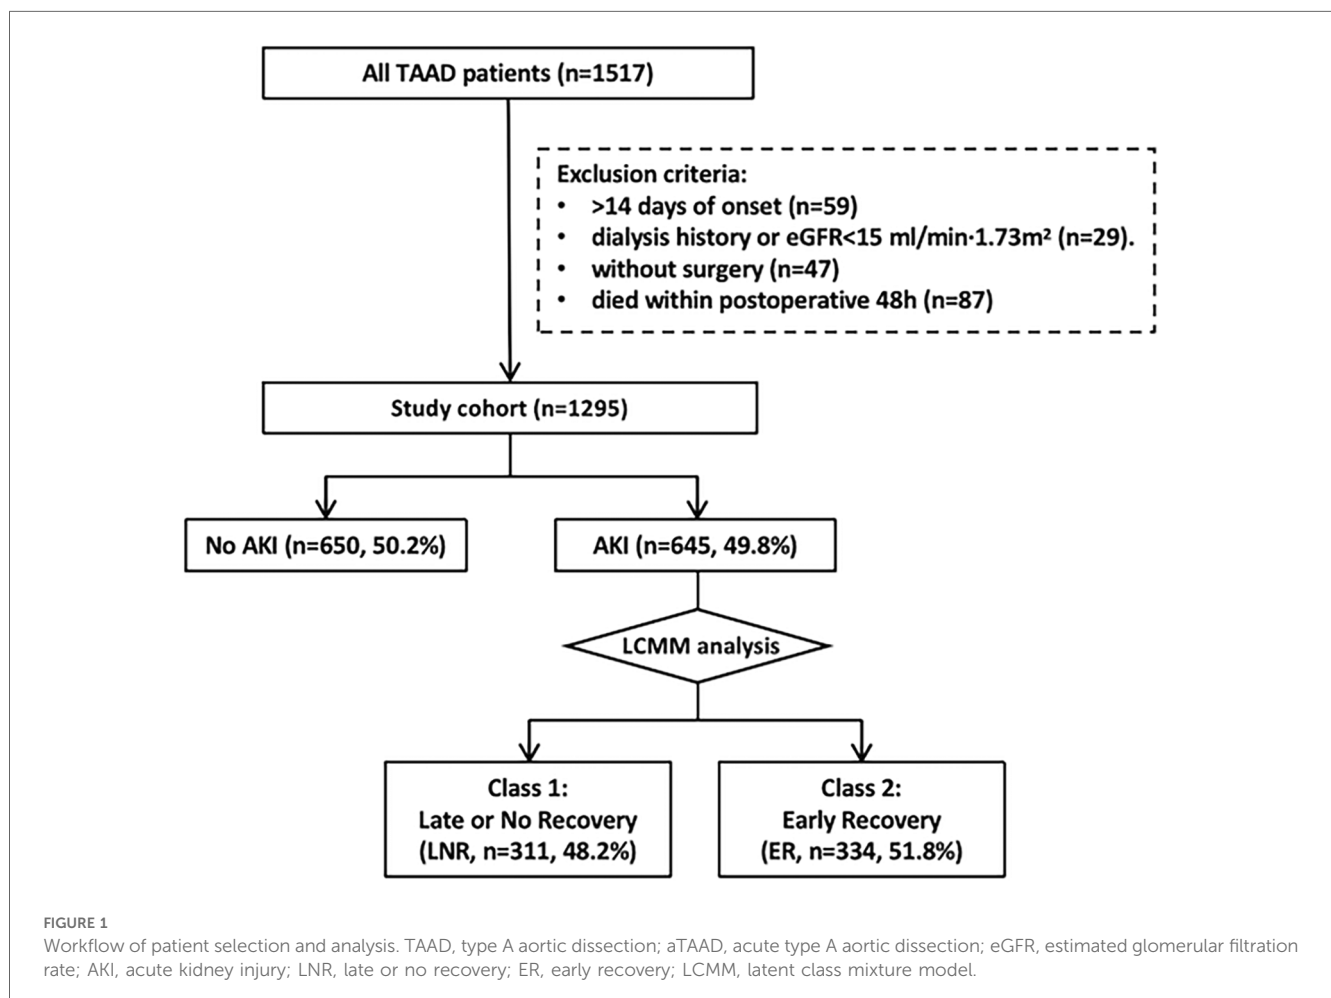 All TAAD patients (n=1517)
Exclusion criteria:
• >14 days of onset (n=59)
• dialysis history or eGFR<15 ml/min·1.73m² (n=29).
• without surgery (n=47)
• died within postoperative 48h (n=87)
Study cohort (n=1295)
No AKI (n=650, 50.2%)
AKI (n=645, 49.8%)
LCMM analysis
Class 1:
Late or No Recovery
(LNR, n=311, 48.2%)
Class 2:
Early Recovery
(ER, n=334, 51.8%)
FIGURE 1
Workflow of patient selection and analysis. TAAD, type A aortic dissection; aTAAD, acute type A aortic dissection; eGFR, estimated glomerular filtration
rate; AKI, acute kidney injury; LNR, late or no recovery; ER, early recovery; LCMM, latent class mixture model.